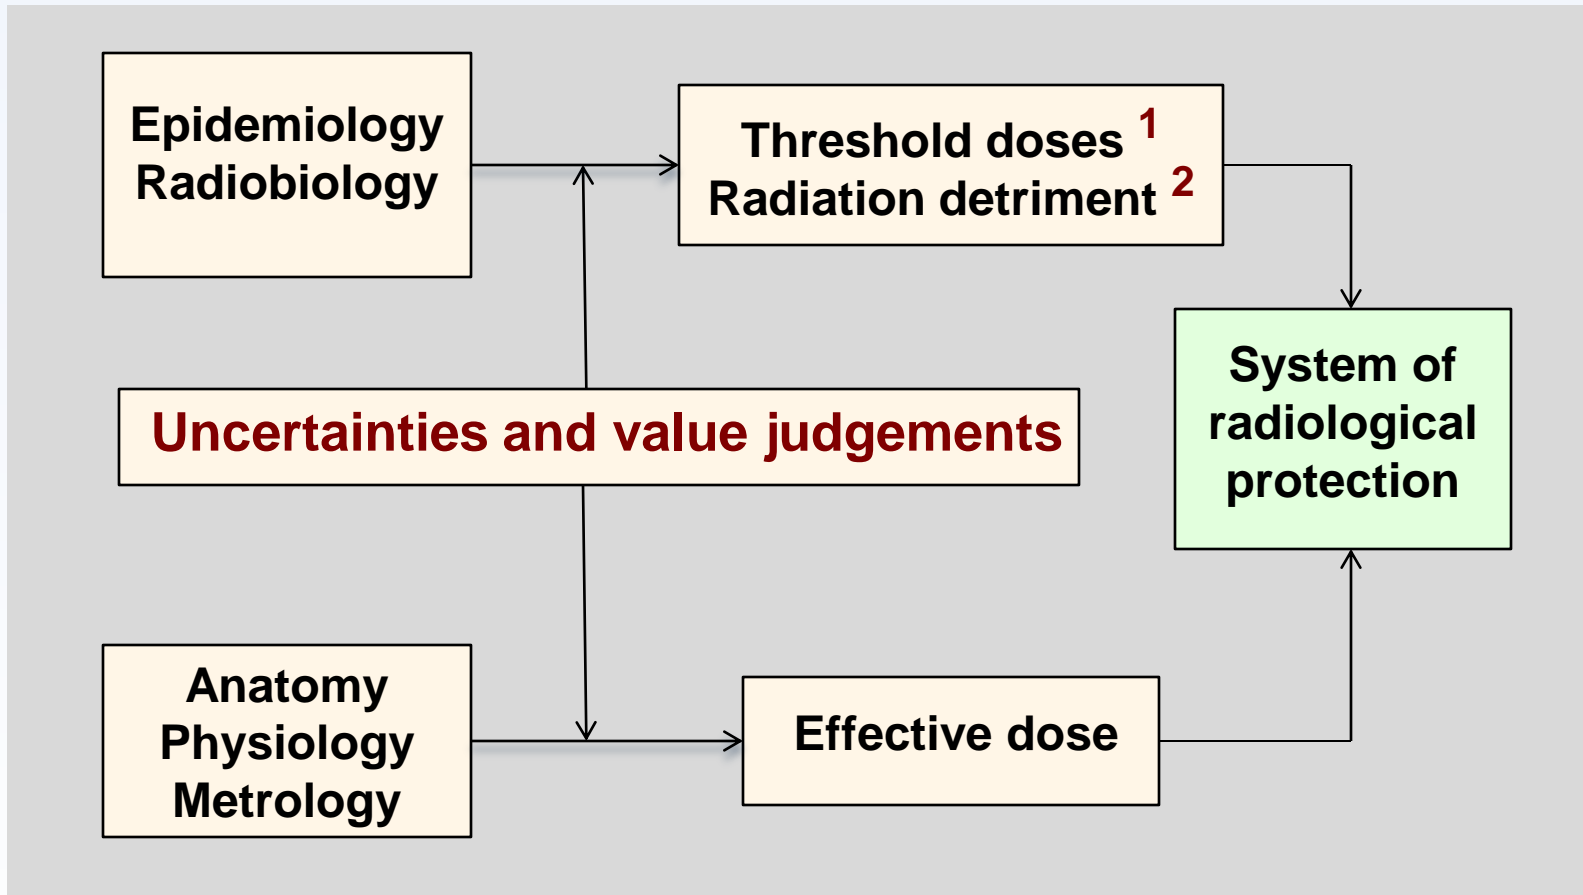 Epidemiology
Radiobiology
Threshold doses 1
Radiation detriment 2
Uncertainties and value judgements
System of
radiological
protection
Anatomy
Physiology
Metrology
Effective dose